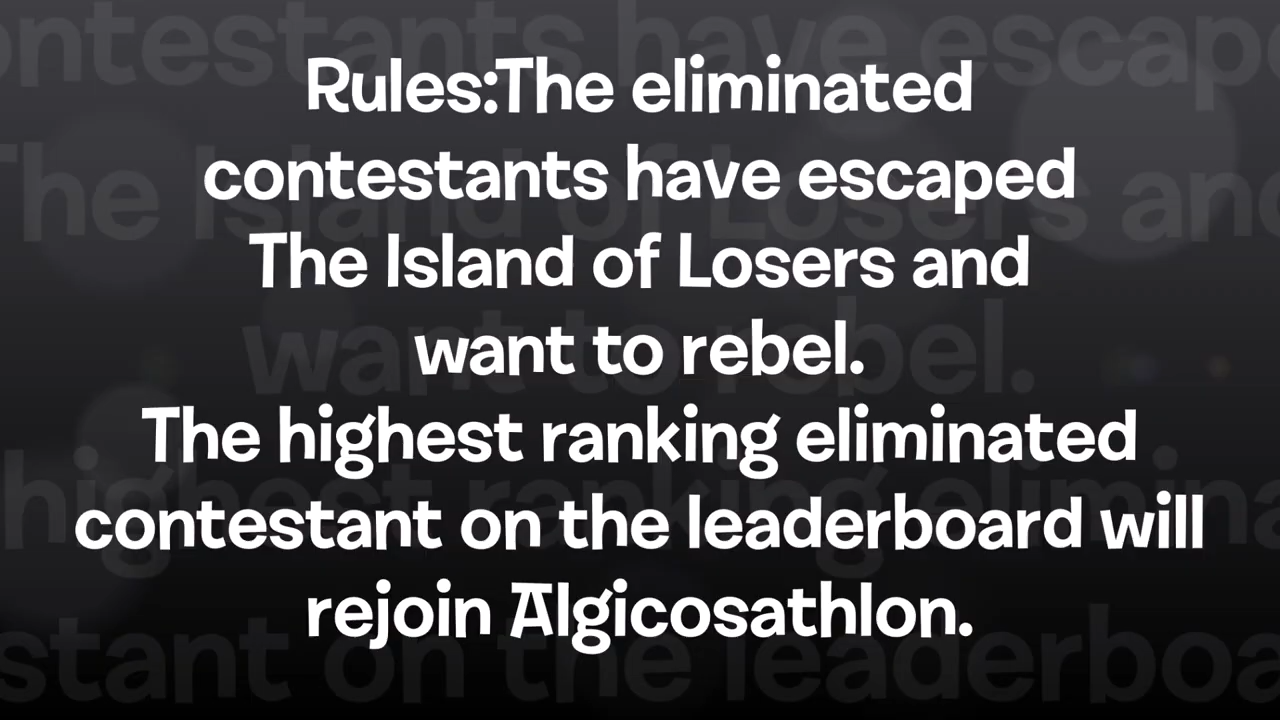 Rules:The eliminated
contestants have escaped
The Island of Losers and
want to rebel.
The highest ranking eliminated
contestant on the leaderboard will
rejoin Algicosathlon.